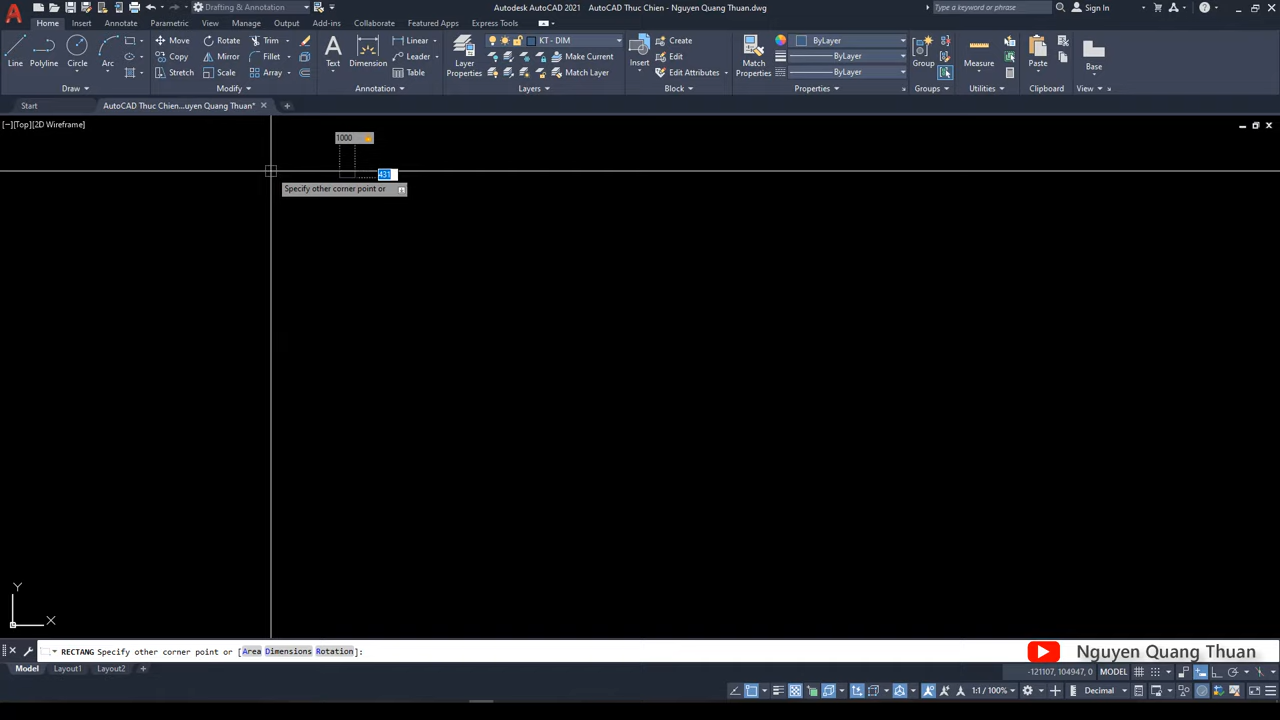 Drafting & Annotation
Autodesk AutoCAD 2021 AutoCAD Thuc Chien - Nguyen Quang Thuan.dwg
Type a keyword or phrase
Sign In
Home Insert Annotate Parametric View Manage Output Add-ins Collaborate Featured Apps Express Tools
Line Polyline Circle Arc
Move Rotate Trim
Copy Mirror Fillet
Stretch Scale Array
Text Dimension
Linear
Leader
Table
Layer Properties
KT - DIM
Make Current
Match Layer
Insert
Create
Edit
Edit Attributes
Match Properties
ByLayer
ByLayer
ByLayer
Group
Measure
Paste
Base
Draw Modify Annotation Layers Block Properties Groups Utilities Clipboard View
Start AutoCAD Thuc Chien...uyen Quang Thuan*
[−][Top][2D Wireframe]
1000
431
Specify other corner point or
Y
X
RECTANG Specify other corner point or [Area Dimensions Rotation]:
Nguyen Quang Thuan
Model Layout1 Layout2
-121107, 104947, 0 MODEL
1:1 / 100% Decimal